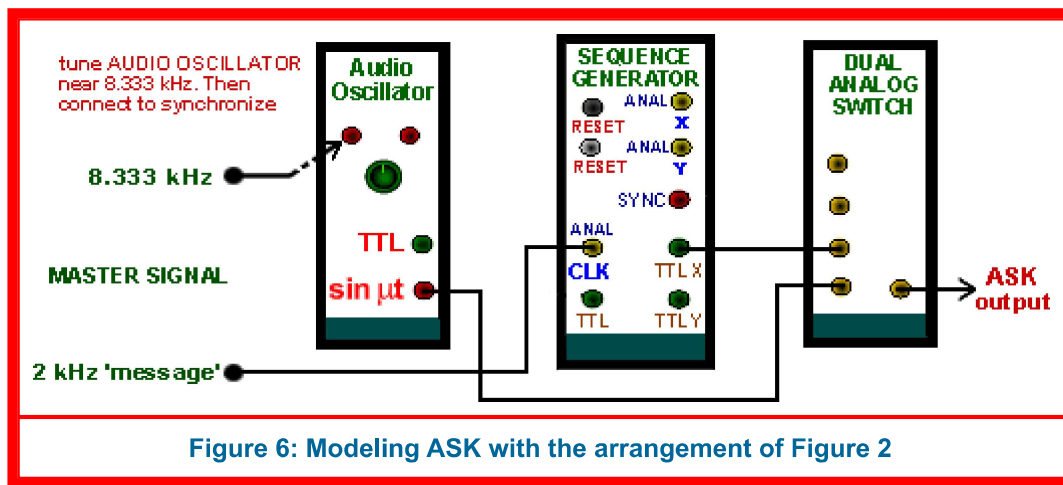 tune AUDIO OSCILLATOR
near 8.333 kHz. Then
connect to synchronize
8.333 kHz
MASTER SIGNAL
2 kHz 'message'
Audio
Oscillator
TTL
sin μt
SEQUENCE
GENERATOR
ANAL
X
RESET
ANAL
Y
RESET
SYNC
ANAL
CLK
TTL X
TTL
TTL Y
DUAL
ANALOG
SWITCH
ASK
output
Figure 6: Modeling ASK with the arrangement of Figure 2